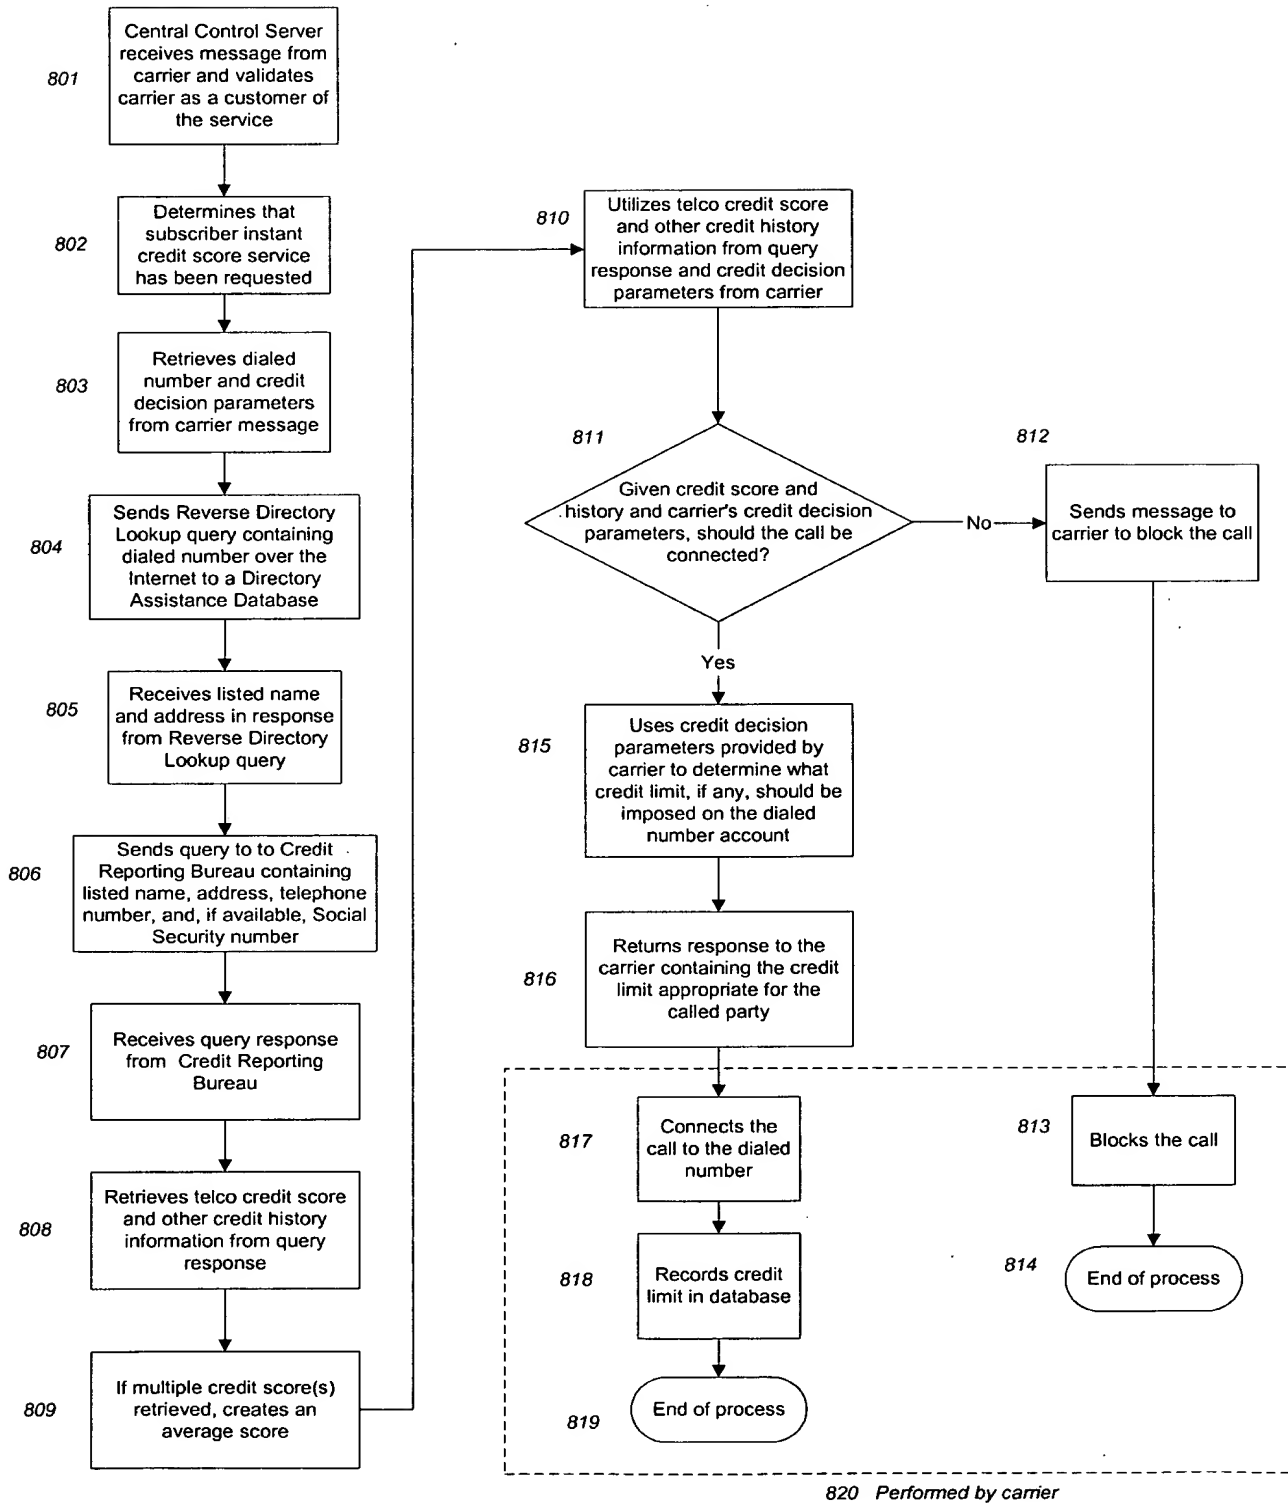 801
Central Control Server
receives message from
carrier and validates
carrier as a customer of
the service
802
Determines that
subscriber instant
credit score service
has been requested
803
Retrieves dialed
number and credit
decision parameters
from carrier message
804
Sends Reverse Directory
Lookup query containing
dialed number over the
Internet to a Directory
Assistance Database
805
Receives listed name
and address in response
from Reverse Directory
Lookup query
806
Sends query to to Credit
Reporting Bureau containing
listed name, address, telephone
number, and, if available, Social
Security number
807
Receives query response
from Credit Reporting
Bureau
808
Retrieves telco credit score
and other credit history
information from query
response
809
If multiple credit score(s)
retrieved, creates an
average score
810
Utilizes telco credit score
and other credit history
information from query
response and credit decision
parameters from carrier
811
Given credit score and
history and carrier's credit decision
parameters, should the call be
connected?
No
812
Sends message to
carrier to block the call
Yes
815
Uses credit decision
parameters provided by
carrier to determine what
credit limit, if any, should be
imposed on the dialed
number account
816
Returns response to the
carrier containing the credit
limit appropriate for the
called party
817
Connects the
call to the dialed
number
813
Blocks the call
818
Records credit
limit in database
814
End of process
819
End of process
820 Performed by carrier